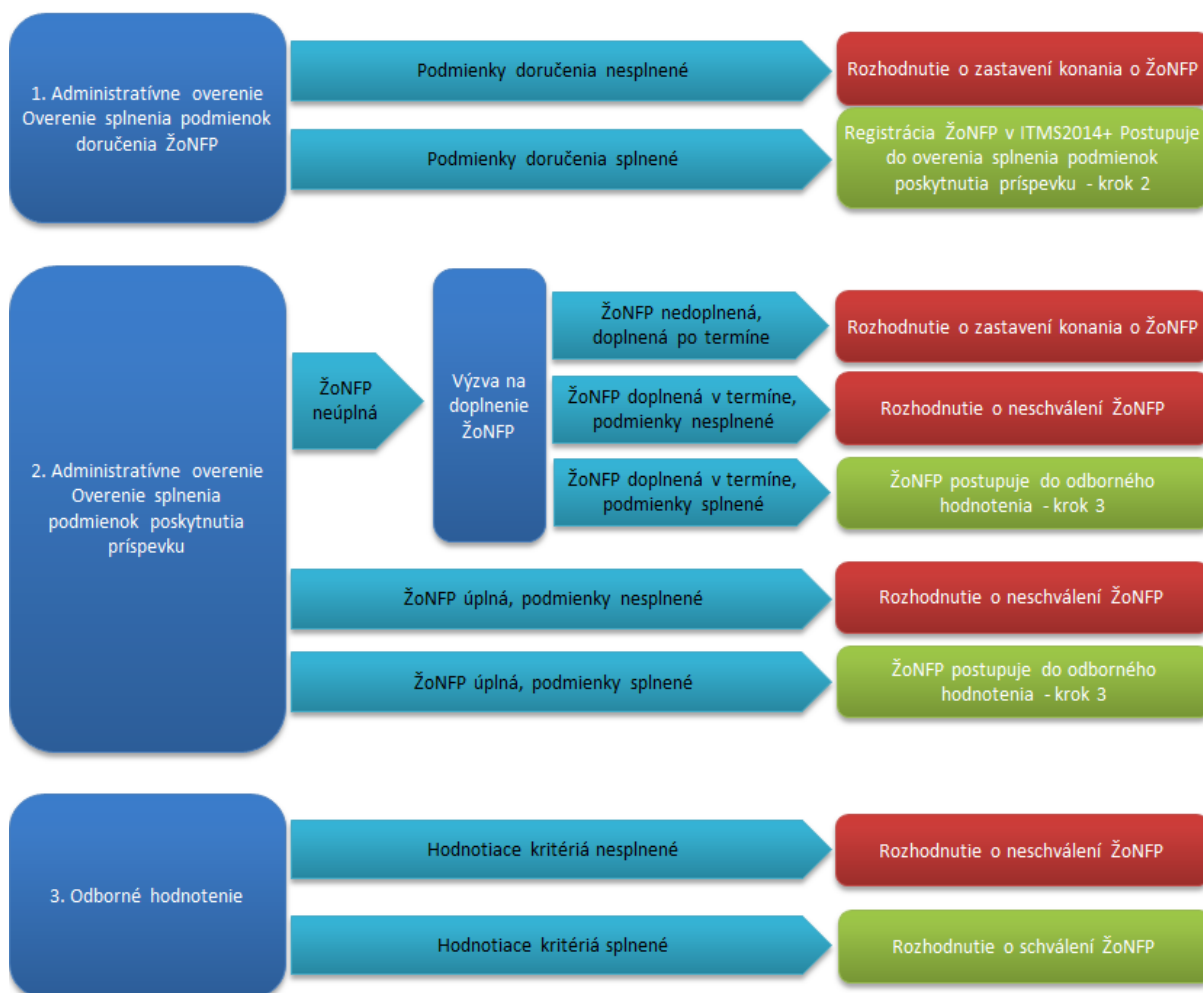 1. Administratívne overenie
Overenie splnenia podmienok
doručenia ŽoNFP
Podmienky doručenia nesplnené
Rozhodnutie o zastavení konania o ŽoNFP
Podmienky doručenia splnené
Registrácia ŽoNFP v ITMS2014+ Postupuje
do overenia splnenia podmienok
poskytnutia príspevku - krok 2
2. Administratívne overenie
Overenie splnenia
podmienok poskytnutia
príspevku
ŽoNFP
neúplná
Výzva na
doplnenie
ŽoNFP
ŽoNFP nedoplnená,
doplnená po termíne
Rozhodnutie o zastavení konania o ŽoNFP
ŽoNFP doplnená v termíne,
podmienky nesplnené
Rozhodnutie o neschválení ŽoNFP
ŽoNFP doplnená v termíne,
podmienky splnené
ŽoNFP postupuje do odborného
hodnotenia - krok 3
ŽoNFP úplná, podmienky nesplnené
Rozhodnutie o neschválení ŽoNFP
ŽoNFP úplná, podmienky splnené
ŽoNFP postupuje do odborného
hodnotenia - krok 3
3. Odborné hodnotenie
Hodnotiace kritériá nesplnené
Rozhodnutie o neschválení ŽoNFP
Hodnotiace kritériá splnené
Rozhodnutie o schválení ŽoNFP